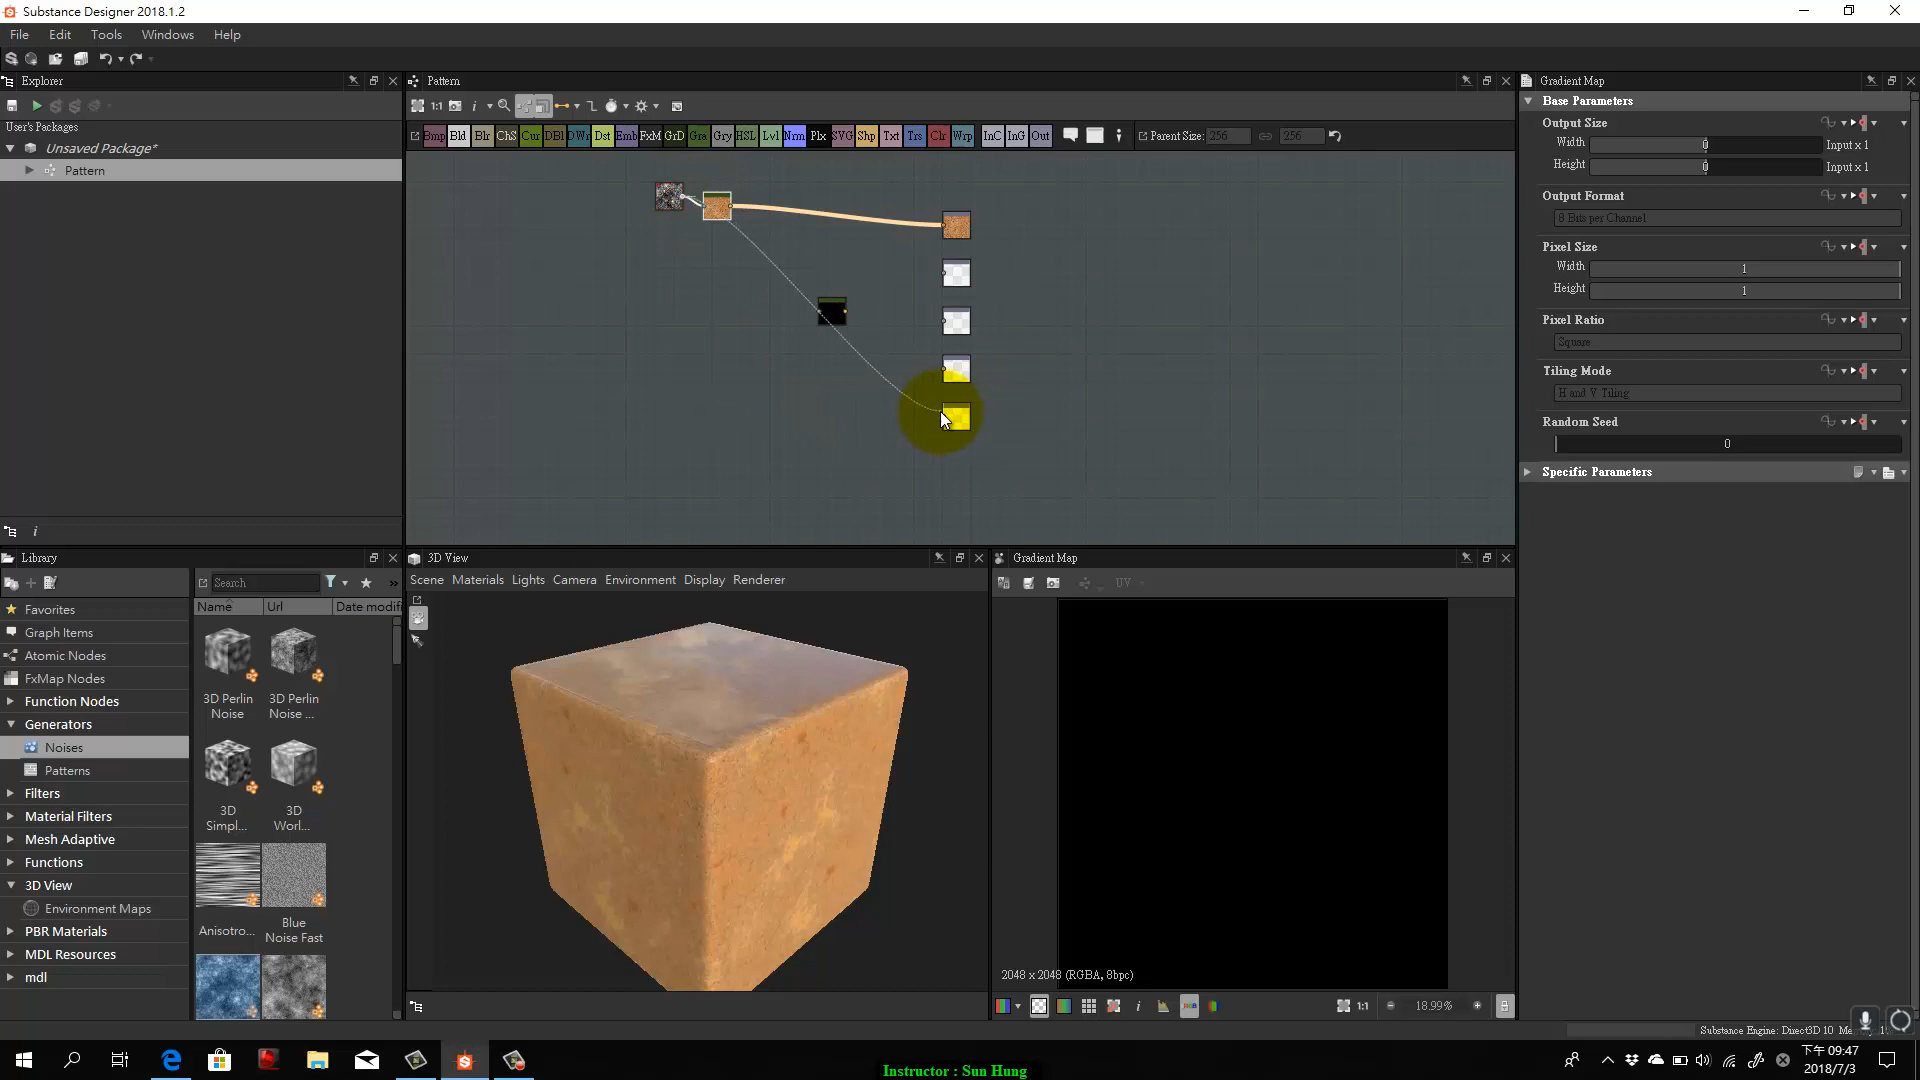 Substance Designer 2018.1.2
File Edit Tools Windows Help
Explorer
User's Packages
Unsaved Package*
Pattern
Pattern
1:1
Bmp Bld Blr ChS Cur DBl DWr Dst Emb FxM GrD Gra Gry HSL Lvl Nrm Plx SVG Shp Txt Trs Clr Wrp InC InG Out
Parent Size: 256 256
Gradient Map
Base Parameters
Output Size
Width 0 Input x 1
Height 0 Input x 1
Output Format
8 Bits per Channel
Pixel Size
Width 1
Height 1
Pixel Ratio
Square
Tiling Mode
H and V Tiling
Random Seed
0
Specific Parameters
Library
Search
Name Url Date modifi
Favorites
Graph Items
Atomic Nodes
FxMap Nodes
Function Nodes
Generators
Noises
Patterns
Filters
Material Filters
Mesh Adaptive
Functions
3D View
Environment Maps
PBR Materials
MDL Resources
mdl
3D Perlin Noise
3D Perlin Noise ...
3D Simpl...
3D Worl...
Anisotro...
Blue Noise Fast
3D View
Scene Materials Lights Camera Environment Display Renderer
Gradient Map
UV
2048 x 2048 (RGBA, 8bpc)
1:1 18.99%
Substance Engine: Direct3D 10
下午 09:47
2018/7/3
Instructor : Sun Hung